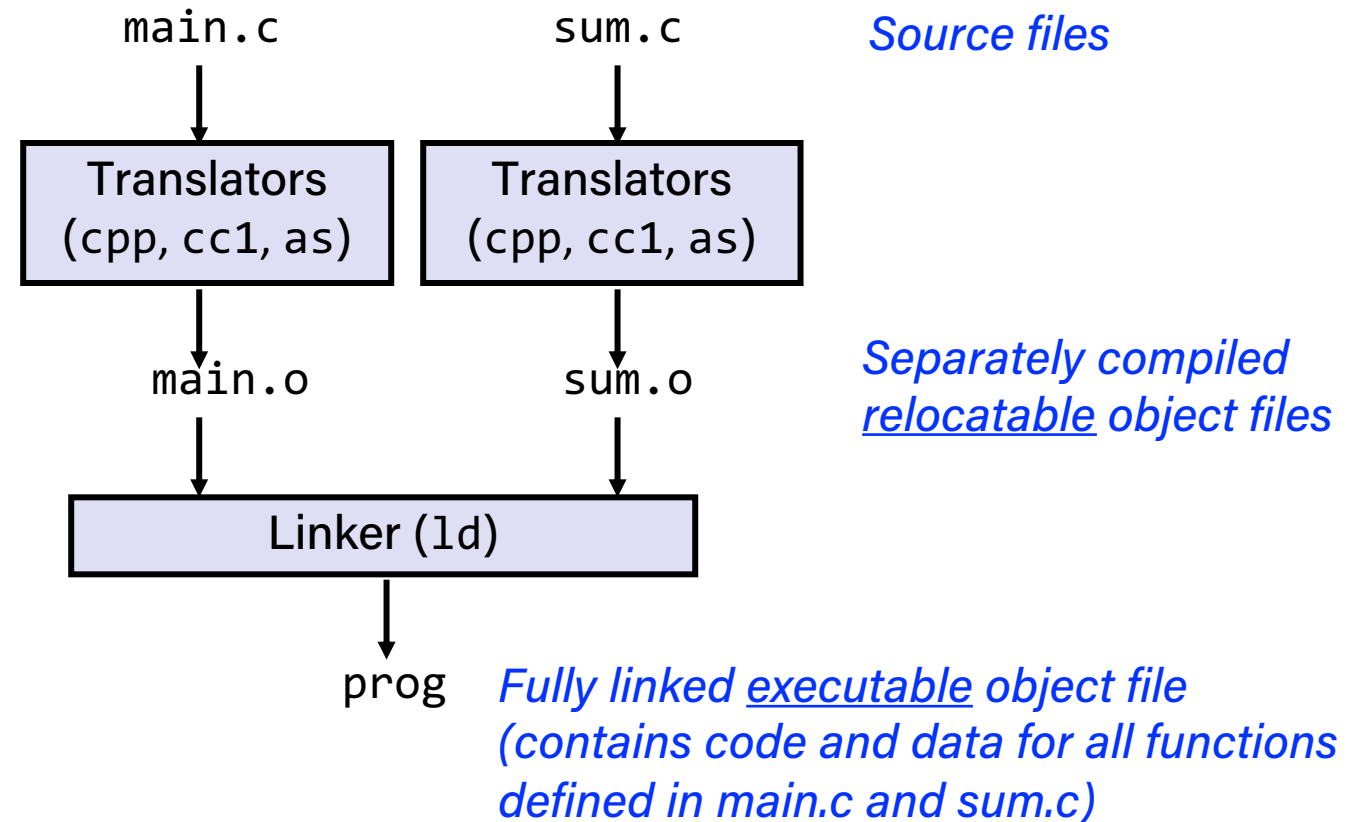 main.c sum.c Source files
Translators Translators
(cpp, cc1, as) (cpp, cc1, as)
main.o sum.o
Separately compiled
relocatable object files
Linker (ld)
prog Fully linked executable object file
(contains code and data for all functions
defined in main.c and sum.c)